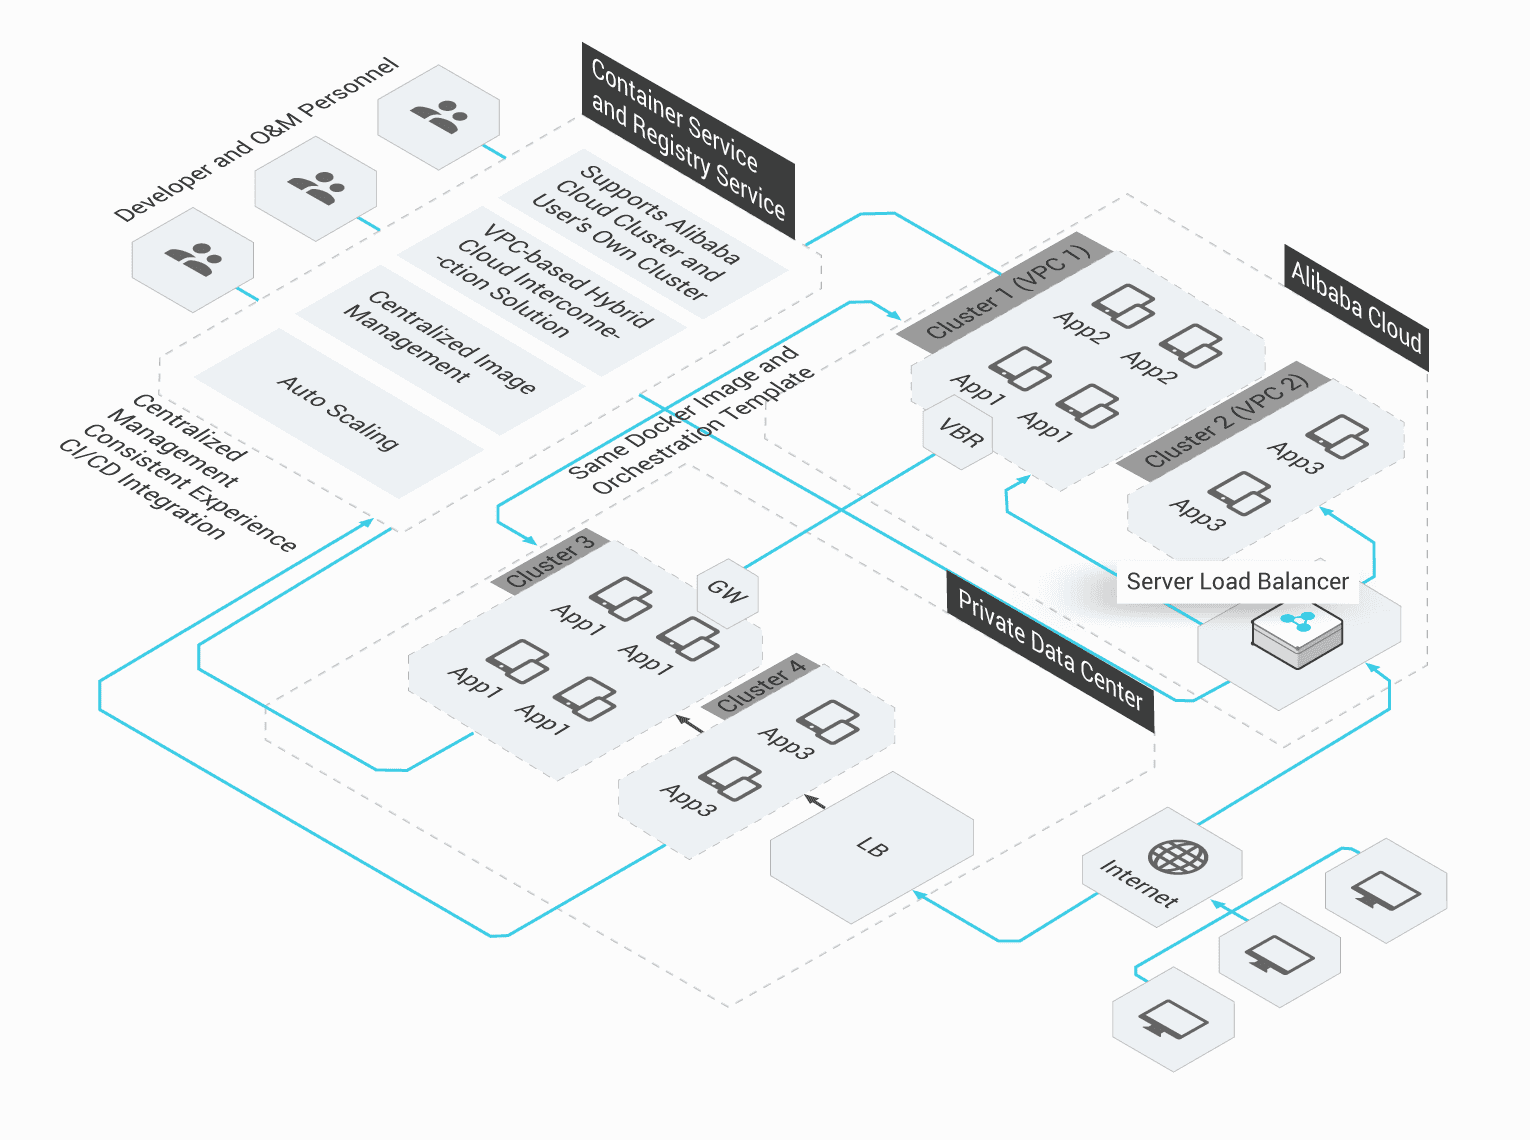 Developer and O&M Personnel
Container Service
and Registry Service
Supports Alibaba
Cloud Cluster and
User's Own Cluster
VPC-based Hybrid
Cloud Interconne-
-ction Solution
Centralized Image
Management
Auto Scaling
Centralized
Management
Consistent Experience
CI/CD Integration
Same Docker Image and
Orchestration Template
Alibaba Cloud
Cluster 1 (VPC 1)
App2
App2
App1
App1
VBR
Cluster 2 (VPC 2)
App3
App3
Server Load Balancer
Private Data Center
Cluster 3
GW
App1
App1
App1
App1
Cluster 4
App3
App3
LB
Internet